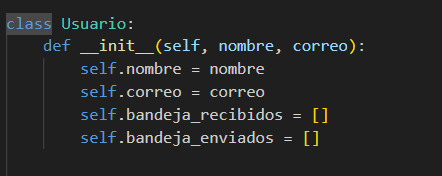 class Usuario:
    def __init__(self, nombre, correo):
        self.nombre = nombre
        self.correo = correo
        self.bandeja_recibidos = []
        self.bandeja_enviados = []